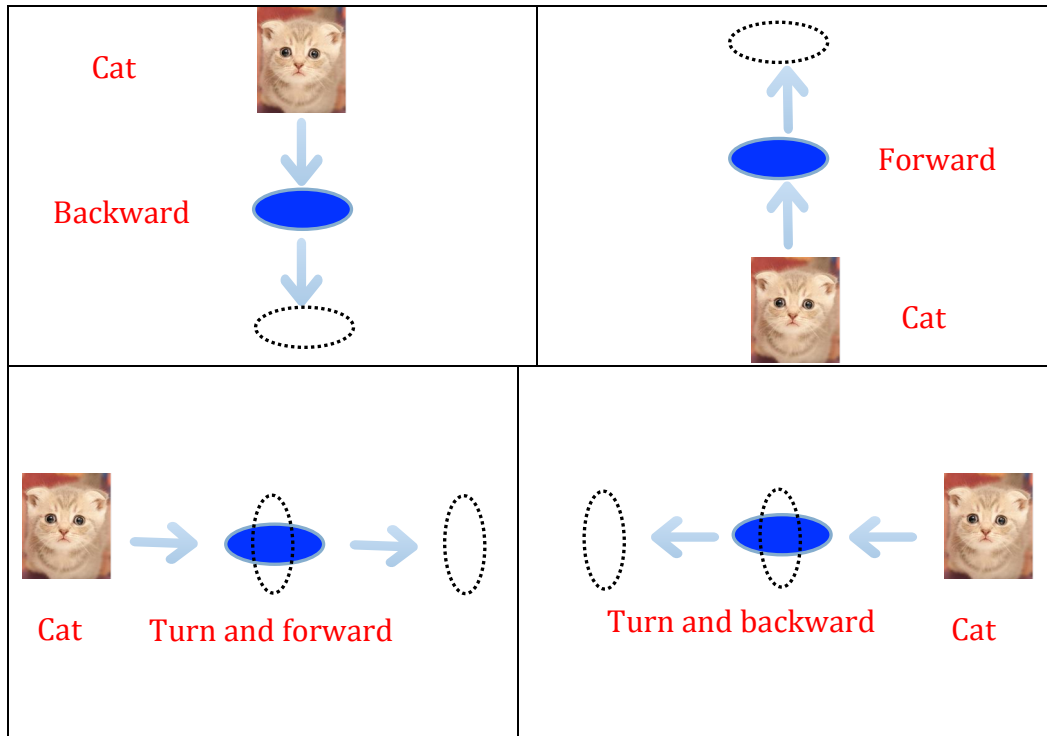 Cat
Backward
Forward
Cat
Cat
Turn and forward
Turn and backward
Cat